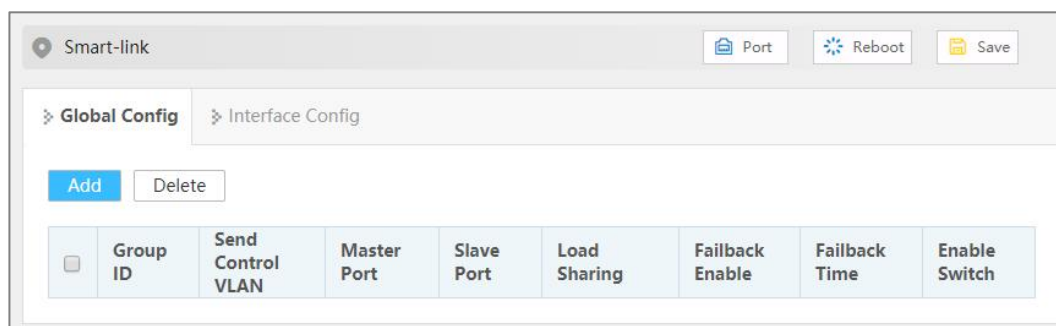 Smart-link Port Reboot Save
Global Config Interface Config
Add Delete
Group ID Send Control VLAN Master Port Slave Port Load Sharing Failback Enable Failback Time Enable Switch